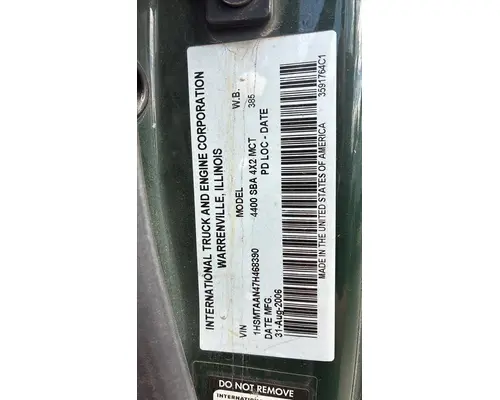 INTERNATIONAL TRUCK AND ENGINE CORPORATION
WARRENVILLE, ILLINOIS
VIN MODEL W.B.
1HSMTAAN47H468390 4400 SBA 4X2 MCT 385
DATE MFG. PD LOC - DATE
31-Aug-2006
MADE IN THE UNITED STATES OF AMERICA 3591764C1
DO NOT REMOVE
INTERNATIONAL